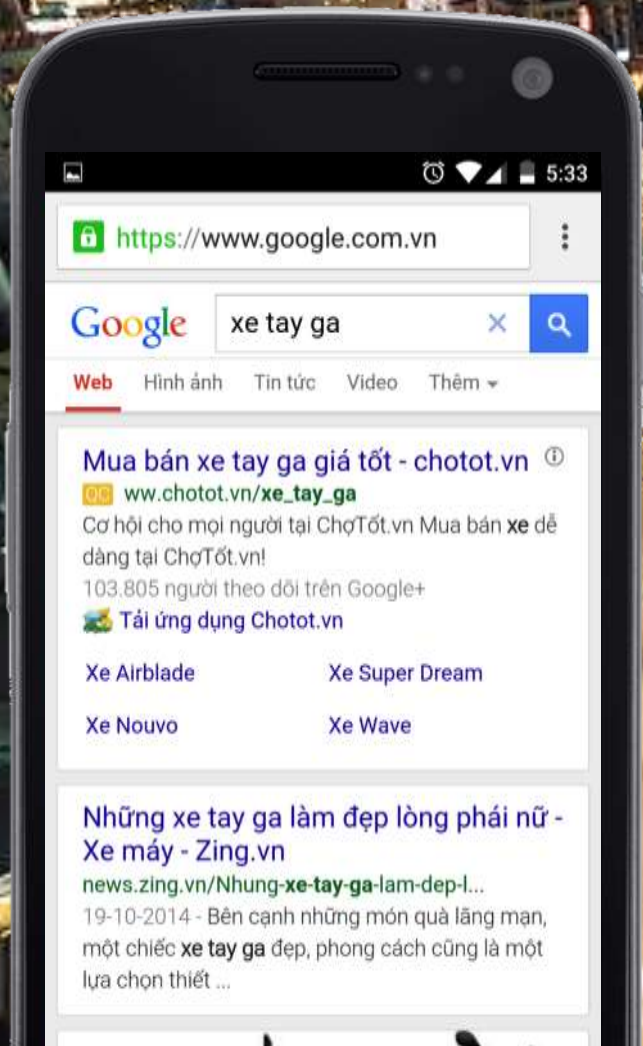 5:33
https://www.google.com.vn
Google xe tay ga
Web Hình ảnh Tin tức Video Thêm
Mua bán xe tay ga giá tốt - chotot.vn
QC ww.chotot.vn/xe_tay_ga
Cơ hội cho mọi người tại ChợTốt.vn Mua bán xe dễ
dàng tại ChợTốt.vn!
103.805 người theo dõi trên Google+
Tải ứng dụng Chotot.vn
Xe Airblade Xe Super Dream
Xe Nouvo Xe Wave
Những xe tay ga làm đẹp lòng phái nữ -
Xe máy - Zing.vn
news.zing.vn/Nhung-xe-tay-ga-lam-dep-l...
19-10-2014 - Bên cạnh những món quà lãng mạn,
một chiếc xe tay ga đẹp, phong cách cũng là một
lựa chọn thiết ...